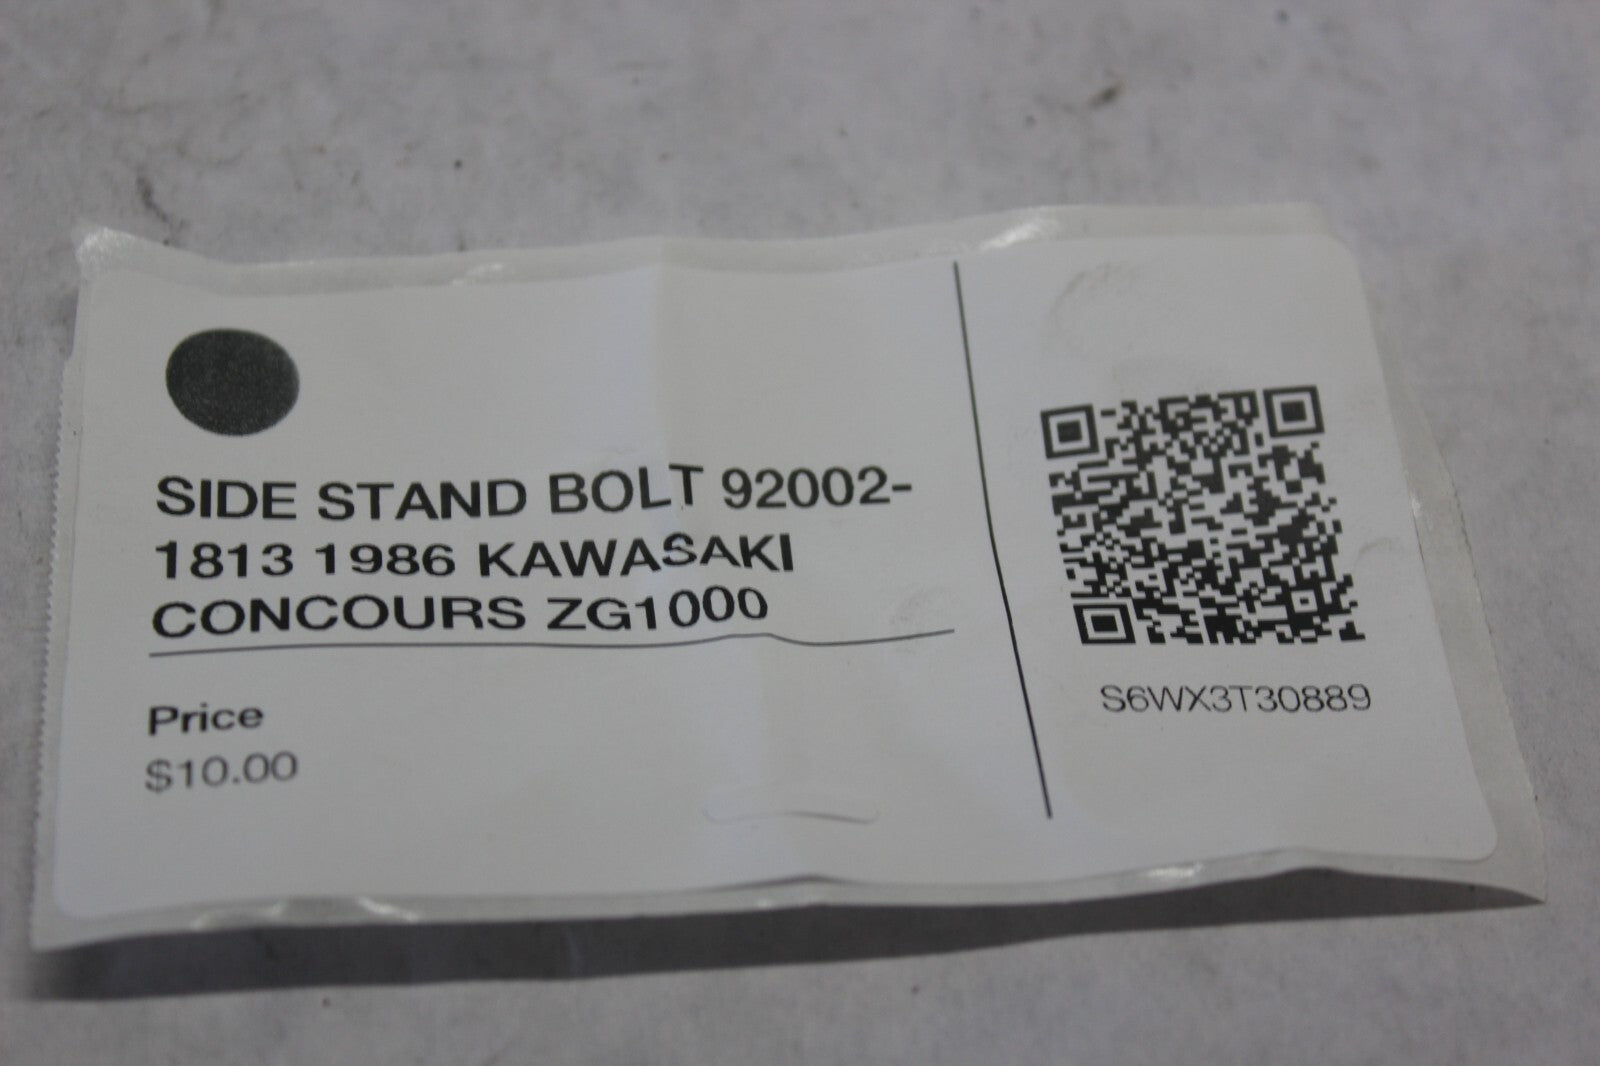 SIDE STAND BOLT 92002-
1813 1986 KAWASAKI
CONCOURS ZG1000
Price
$10.00
S6WX3T30889